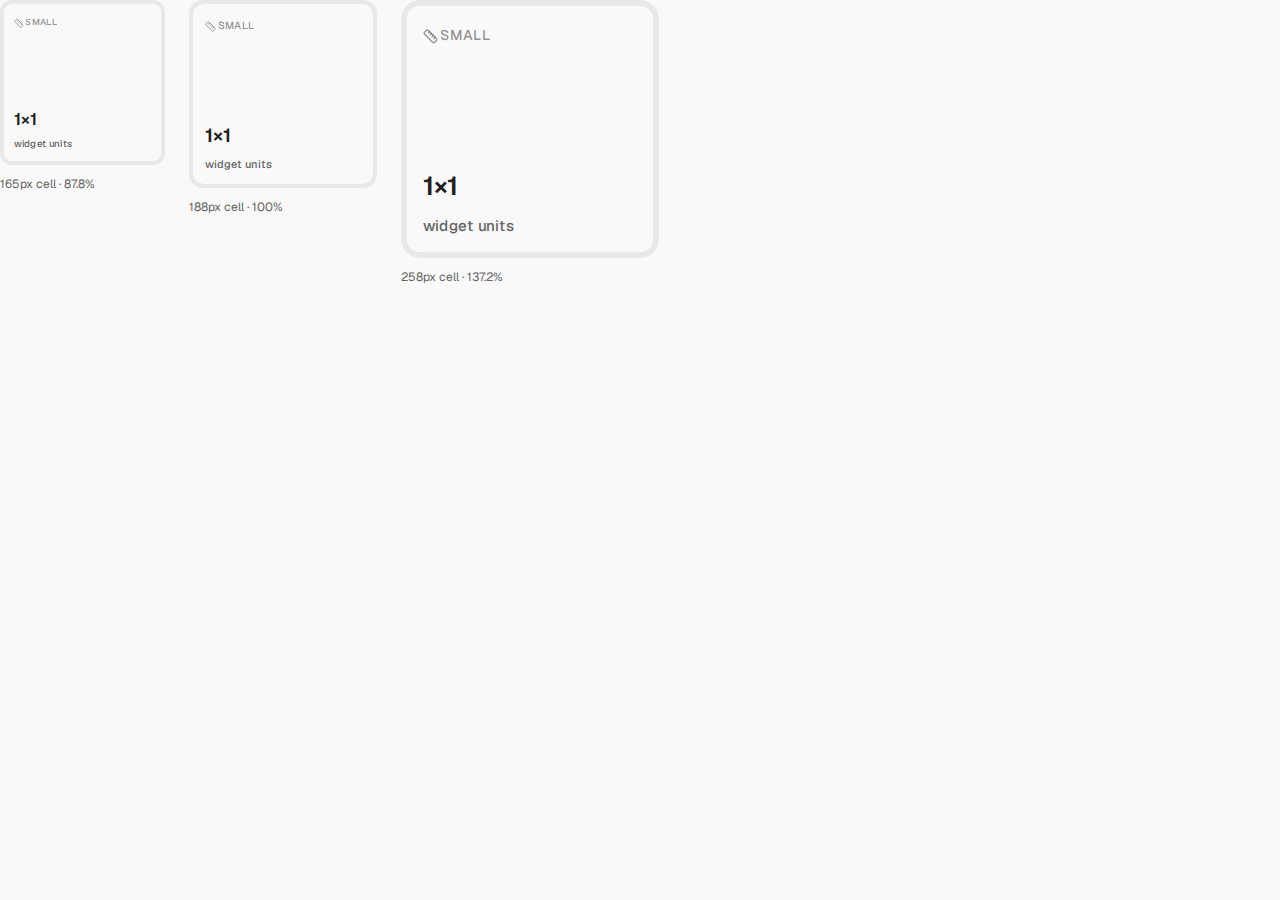 SMALL
1×1
widget units
165px cell · 87.8%
SMALL
1×1
widget units
188px cell · 100%
SMALL
1×1
widget units
258px cell · 137.2%